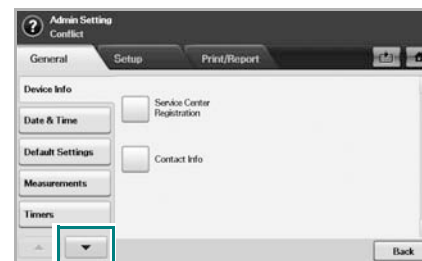 Admin Setting
Conflict
General Setup Print/Report
Device Info
Service Center
Registration
Date & Time
Default Settings
Contact Info
Measurements
Timers
Back